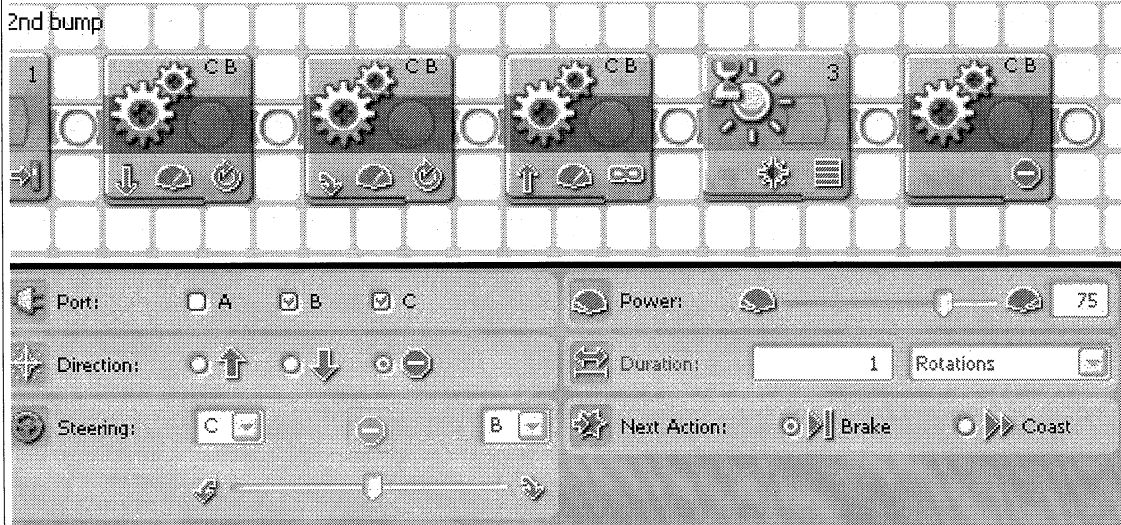 2nd bump
1 C B C B C B 3 C B
Port: A B C Power: 75
Direction: Duration: 1 Rotations
Steering: C B Next Action: Brake Coast